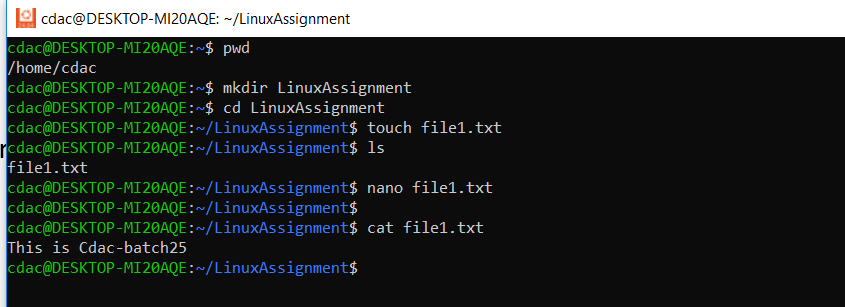 cdac@DESKTOP-MI20AQE: ~/LinuxAssignment
cdac@DESKTOP-MI20AQE:~$ pwd
/home/cdac
cdac@DESKTOP-MI20AQE:~$ mkdir LinuxAssignment
cdac@DESKTOP-MI20AQE:~$ cd LinuxAssignment
cdac@DESKTOP-MI20AQE:~/LinuxAssignment$ touch file1.txt
cdac@DESKTOP-MI20AQE:~/LinuxAssignment$ ls
file1.txt
cdac@DESKTOP-MI20AQE:~/LinuxAssignment$ nano file1.txt
cdac@DESKTOP-MI20AQE:~/LinuxAssignment$
cdac@DESKTOP-MI20AQE:~/LinuxAssignment$ cat file1.txt
This is Cdac-batch25
cdac@DESKTOP-MI20AQE:~/LinuxAssignment$